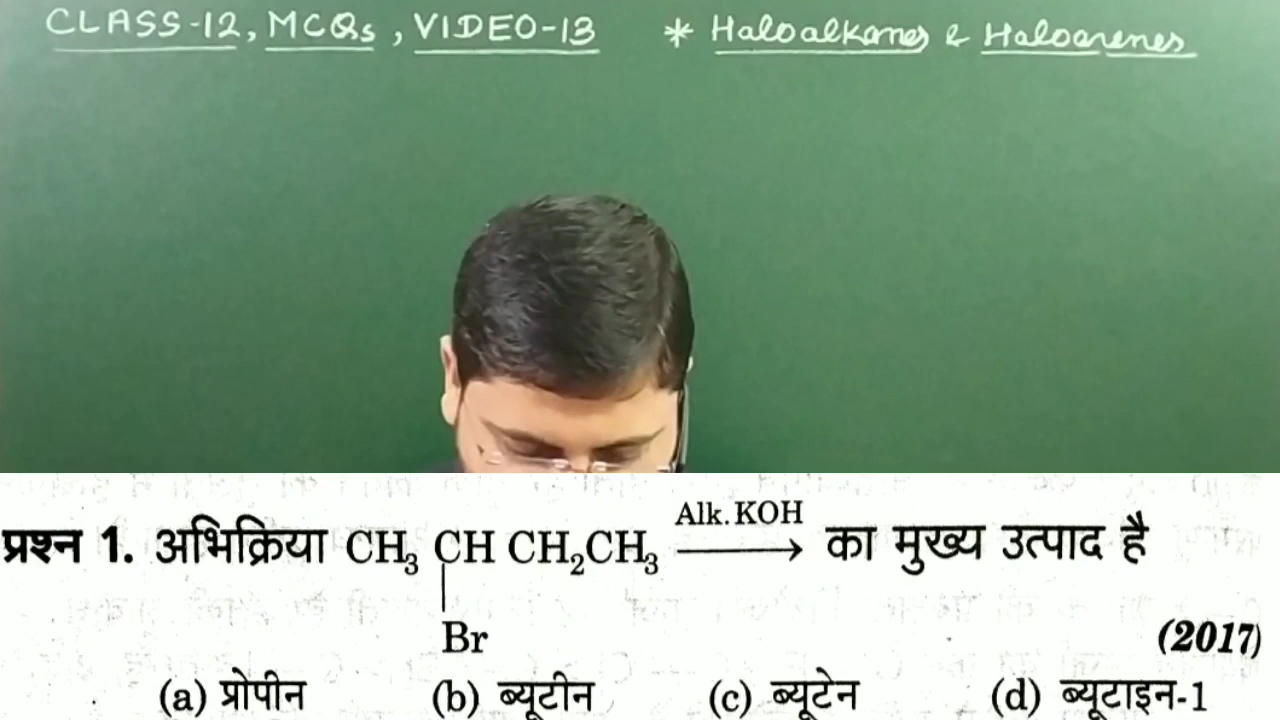 CLASS-12, MCQs, VIDEO-13 * Haloalkanes & Haloarenes
प्रश्न 1. अभिक्रिया CH₃ CH CH₂CH₃ Alk. KOH ⟶ का मुख्य उत्पाद है
|
Br (2017)
(a) प्रोपीन (b) ब्यूटीन (c) ब्यूटेन (d) ब्यूटाइन-1